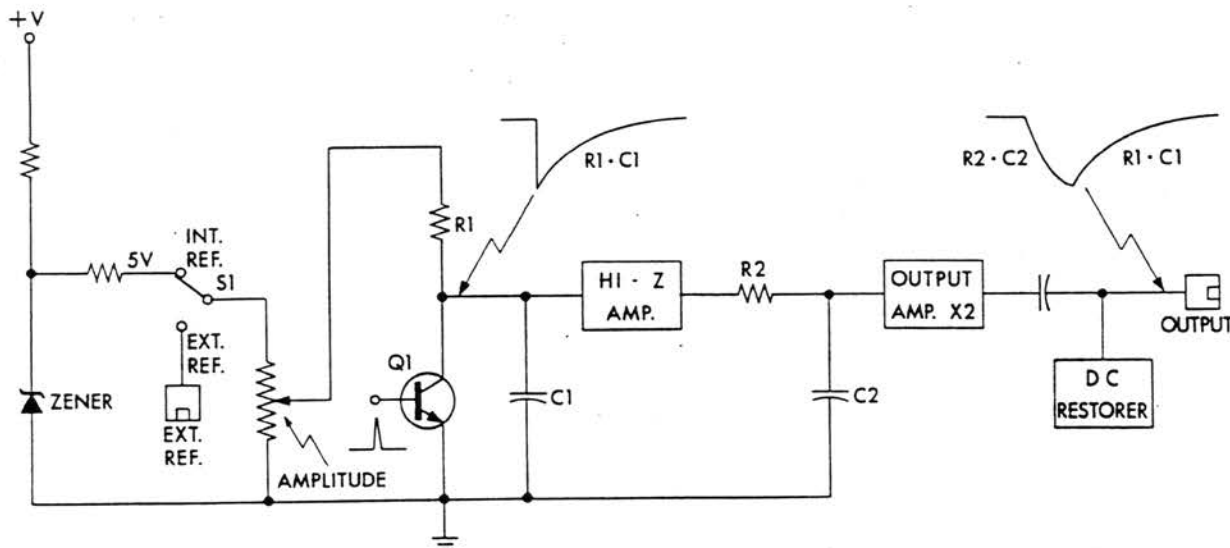 +V
R1 · C1
R2 · C2
R1 · C1
R1
INT.
REF.
5V
S1
HI - Z
AMP.
R2
OUTPUT
AMP. X2
OUTPUT
EXT.
REF.
Q1
ZENER
C1
C2
DC
RESTORER
EXT.
REF.
AMPLITUDE